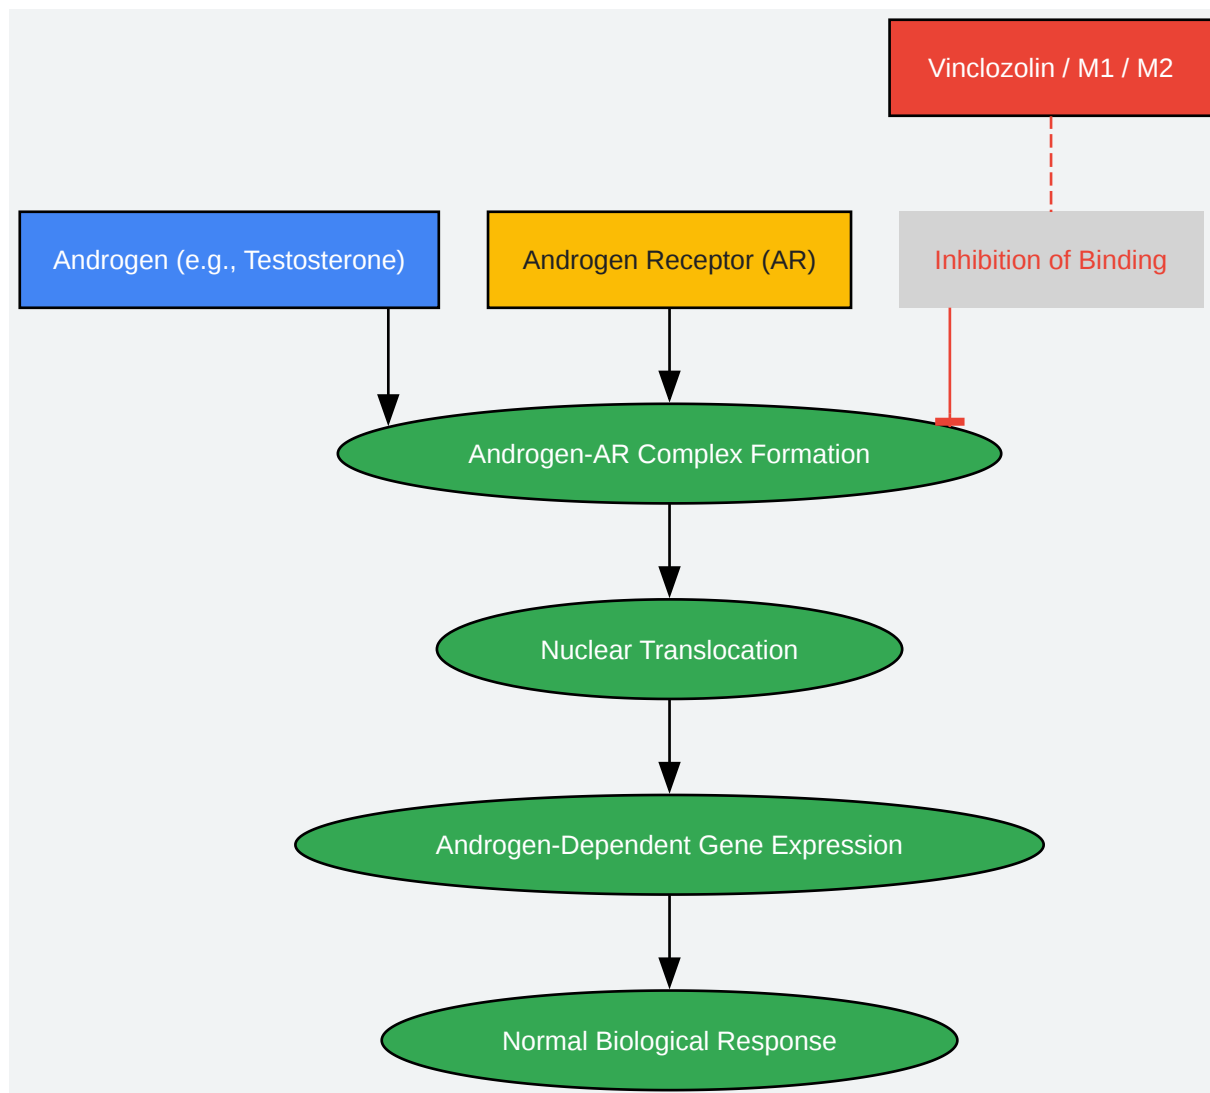 Vinclozolin / M1 / M2
Androgen (e.g., Testosterone)
Androgen Receptor (AR)
Inhibition of Binding
Androgen-AR Complex Formation
Nuclear Translocation
Androgen-Dependent Gene Expression
Normal Biological Response